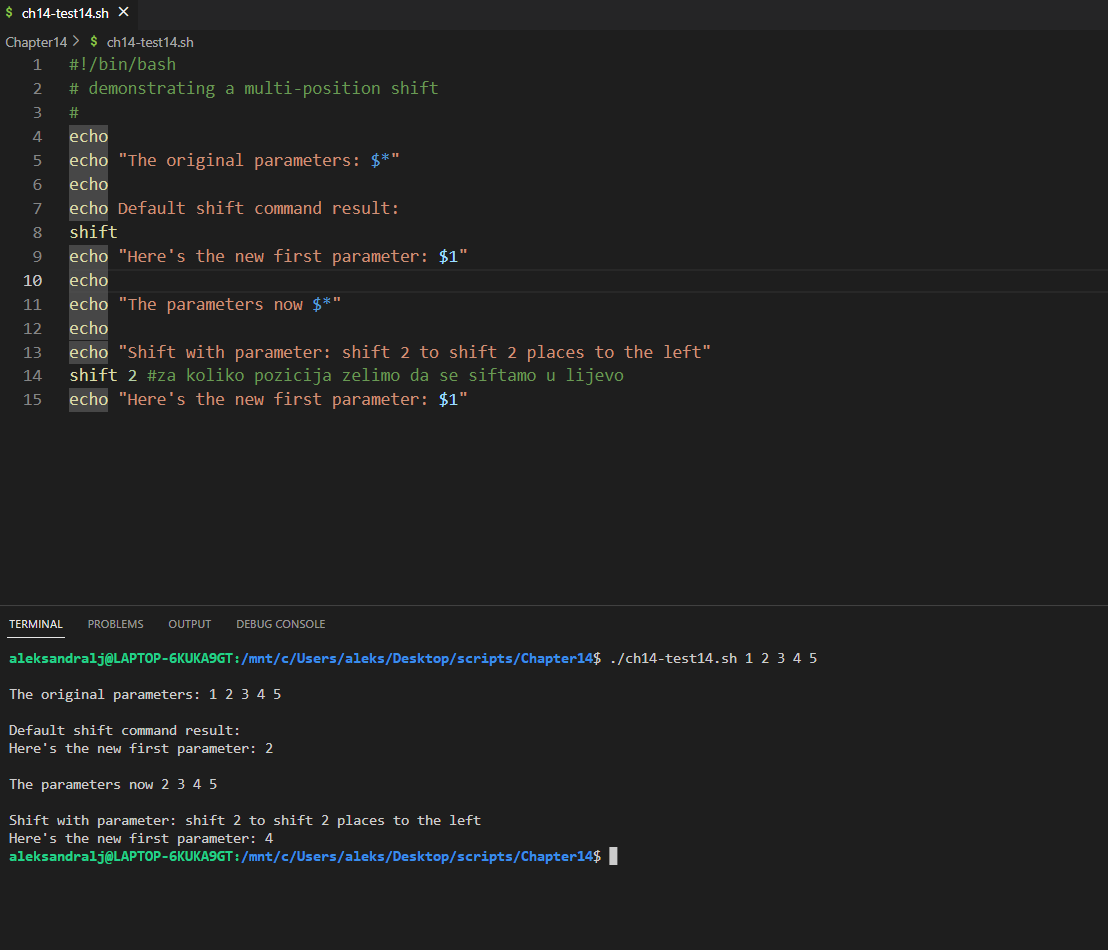 $ ch14-test14.sh ×
Chapter14 > $ ch14-test14.sh
1 #!/bin/bash
2 # demonstrating a multi-position shift
3 #
4 echo
5 echo "The original parameters: $*"
6 echo
7 echo Default shift command result:
8 shift
9 echo "Here's the new first parameter: $1"
10 echo
11 echo "The parameters now $*"
12 echo
13 echo "Shift with parameter: shift 2 to shift 2 places to the left"
14 shift 2 #za koliko pozicija zelimo da se siftamo u lijevo
15 echo "Here's the new first parameter: $1"
TERMINAL PROBLEMS OUTPUT DEBUG CONSOLE
aleksandralj@LAPTOP-6KUKA9GT:/mnt/c/Users/aleks/Desktop/scripts/Chapter14$ ./ch14-test14.sh 1 2 3 4 5
The original parameters: 1 2 3 4 5
Default shift command result:
Here's the new first parameter: 2
The parameters now 2 3 4 5
Shift with parameter: shift 2 to shift 2 places to the left
Here's the new first parameter: 4
aleksandralj@LAPTOP-6KUKA9GT:/mnt/c/Users/aleks/Desktop/scripts/Chapter14$